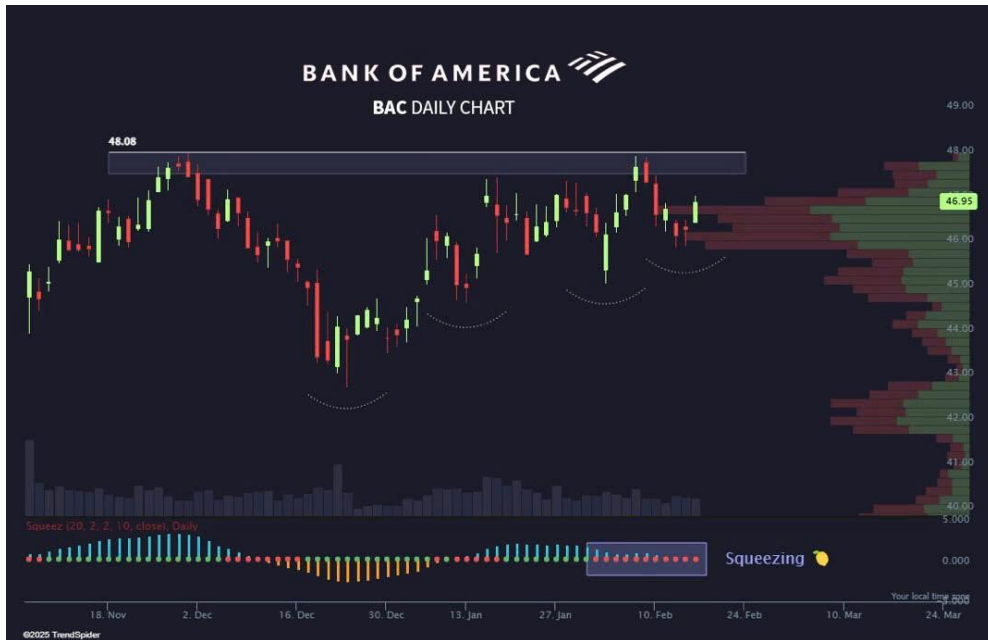 BANK OF AMERICA
BAC DAILY CHART
49.00
48.08
48.00
46.95
46.00
45.00
44.00
43.00
42.00
41.00
40.00
Squeez (20, 2, 2, 10, close), Daily
5.000
Squeezing 🍋
0.000
Your local time zone
-5.000
18. Nov
2. Dec
16. Dec
30. Dec
13. Jan
27. Jan
10. Feb
24. Feb
10. Mar
24. Mar
©2025 TrendSpider